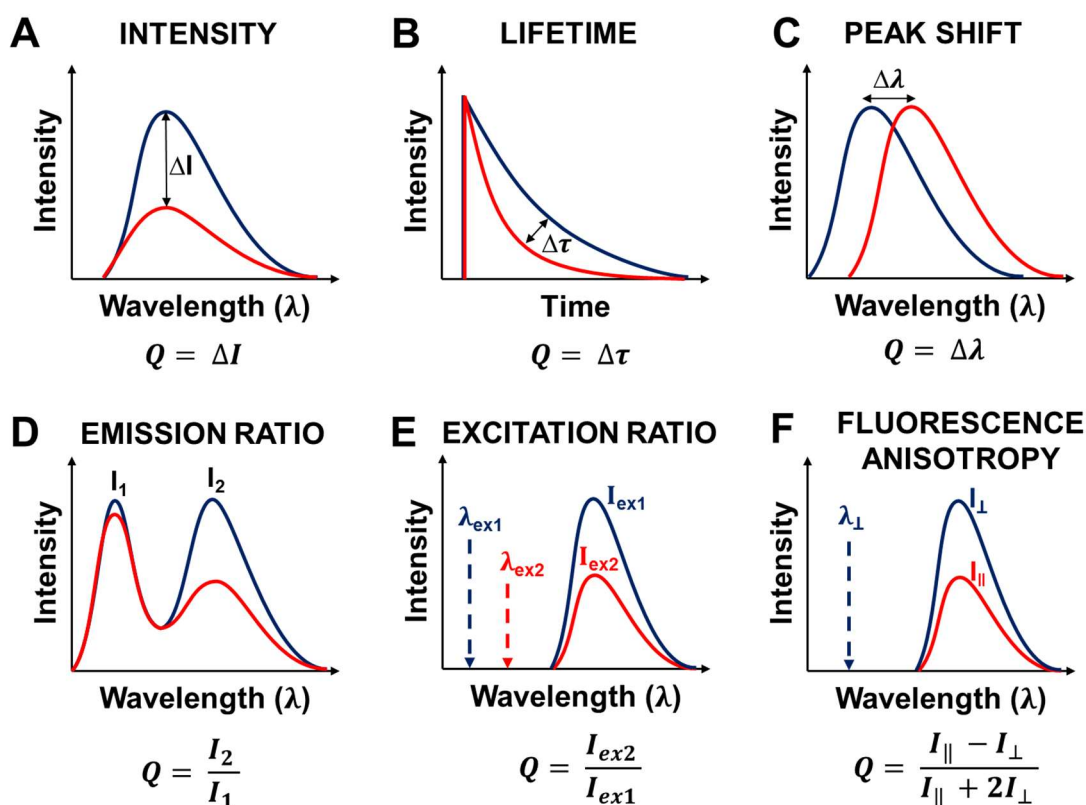 A INTENSITY
Intensity
ΔI
Wavelength (λ)
Q = ΔI
B LIFETIME
Intensity
Δτ
Time
Q = Δτ
C PEAK SHIFT
Δλ
Intensity
Wavelength (λ)
Q = Δλ
D EMISSION RATIO
I₁ I₂
Intensity
Wavelength (λ)
Q = I₂ / I₁
E EXCITATION RATIO
Intensity
λex1
Iex1
λex2
Iex2
Wavelength (λ)
Q = Iex2 / Iex1
F FLUORESCENCE
ANISOTROPY
Intensity
λ⊥
I⊥
I||
Wavelength (λ)
Q = I|| − I⊥ / I|| + 2I⊥